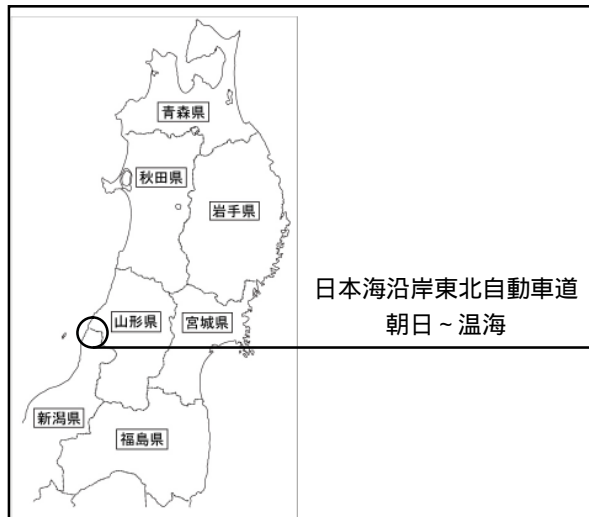 青森県
秋田県
岩手県
日本海沿岸東北自動車道
朝日~温海
山形県
宮城県
新潟県
福島県